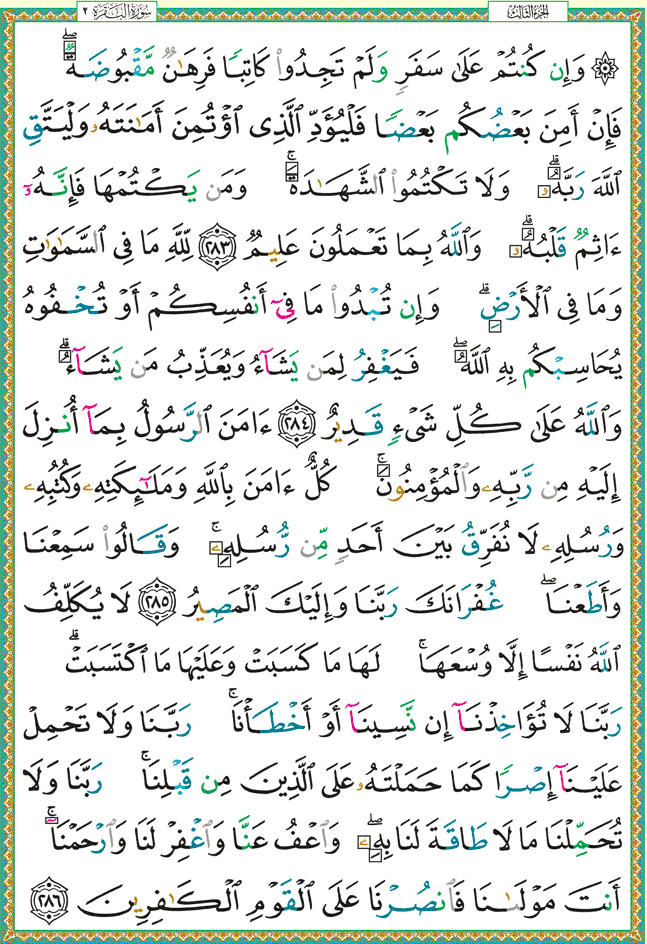 سُورَةُ البَقَرَةِ ٢
الجُزءُ الثَّالِثُ
۞ وَإِن كُنتُمْ عَلَىٰ سَفَرٍ وَلَمْ تَجِدُوا۟ كَاتِبًا فَرِهَـٰنٌ مَّقْبُوضَةٌ ۖ
فَإِنْ أَمِنَ بَعْضُكُم بَعْضًا فَلْيُؤَدِّ ٱلَّذِى ٱؤْتُمِنَ أَمَـٰنَتَهُۥ وَلْيَتَّقِ
ٱللَّهَ رَبَّهُۥ ۗ وَلَا تَكْتُمُوا۟ ٱلشَّهَـٰدَةَ ۚ وَمَن يَكْتُمْهَا فَإِنَّهُۥٓ
ءَاثِمٌ قَلْبُهُۥ ۗ وَٱللَّهُ بِمَا تَعْمَلُونَ عَلِيمٌ ﴿٢٨٣﴾ لِلَّهِ مَا فِى ٱلسَّمَـٰوَٰتِ
وَمَا فِى ٱلْأَرْضِ ۗ وَإِن تُبْدُوا۟ مَا فِىٓ أَنفُسِكُمْ أَوْ تُخْفُوهُ
يُحَاسِبْكُم بِهِ ٱللَّهُ ۖ فَيَغْفِرُ لِمَن يَشَآءُ وَيُعَذِّبُ مَن يَشَآءُ ۗ
وَٱللَّهُ عَلَىٰ كُلِّ شَىْءٍ قَدِيرٌ ﴿٢٨٤﴾ ءَامَنَ ٱلرَّسُولُ بِمَآ أُنزِلَ
إِلَيْهِ مِن رَّبِّهِۦ وَٱلْمُؤْمِنُونَ ۚ كُلٌّ ءَامَنَ بِٱللَّهِ وَمَلَـٰٓئِكَتِهِۦ وَكُتُبِهِۦ
وَرُسُلِهِۦ لَا نُفَرِّقُ بَيْنَ أَحَدٍ مِّن رُّسُلِهِۦ ۚ وَقَالُوا۟ سَمِعْنَا
وَأَطَعْنَا ۖ غُفْرَانَكَ رَبَّنَا وَإِلَيْكَ ٱلْمَصِيرُ ﴿٢٨٥﴾ لَا يُكَلِّفُ
ٱللَّهُ نَفْسًا إِلَّا وُسْعَهَا ۚ لَهَا مَا كَسَبَتْ وَعَلَيْهَا مَا ٱكْتَسَبَتْ ۗ
رَبَّنَا لَا تُؤَاخِذْنَآ إِن نَّسِينَآ أَوْ أَخْطَأْنَا ۚ رَبَّنَا وَلَا تَحْمِلْ
عَلَيْنَآ إِصْرًا كَمَا حَمَلْتَهُۥ عَلَى ٱلَّذِينَ مِن قَبْلِنَا ۚ رَبَّنَا وَلَا
تُحَمِّلْنَا مَا لَا طَاقَةَ لَنَا بِهِۦ ۖ وَٱعْفُ عَنَّا وَٱغْفِرْ لَنَا وَٱرْحَمْنَآ ۚ
أَنتَ مَوْلَىٰنَا فَٱنصُرْنَا عَلَى ٱلْقَوْمِ ٱلْكَـٰفِرِينَ ﴿٢٨٦﴾